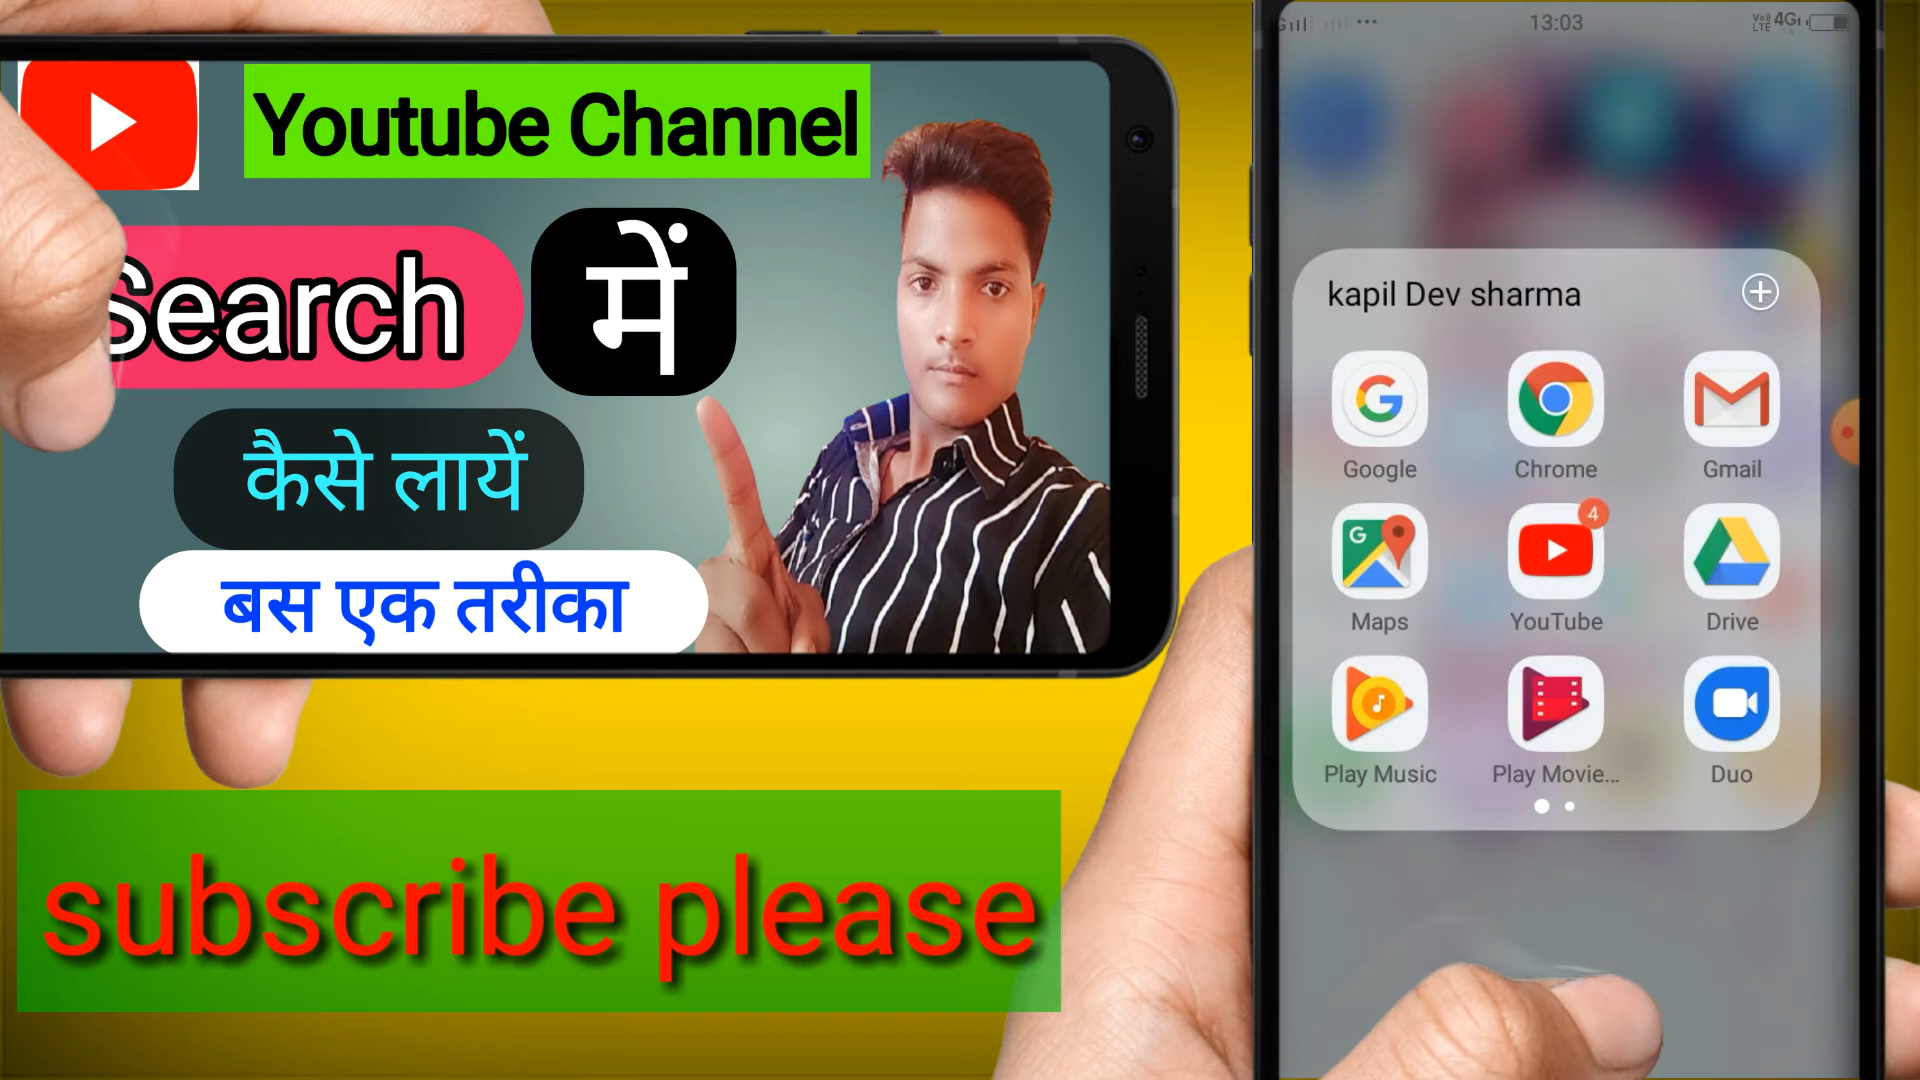 Youtube Channel
Search में
कैसे लायें
बस एक तरीका
subscribe please
13:03
4G
kapil Dev sharma
Google
Chrome
Gmail
4
Maps
YouTube
Drive
Play Music
Play Movie...
Duo